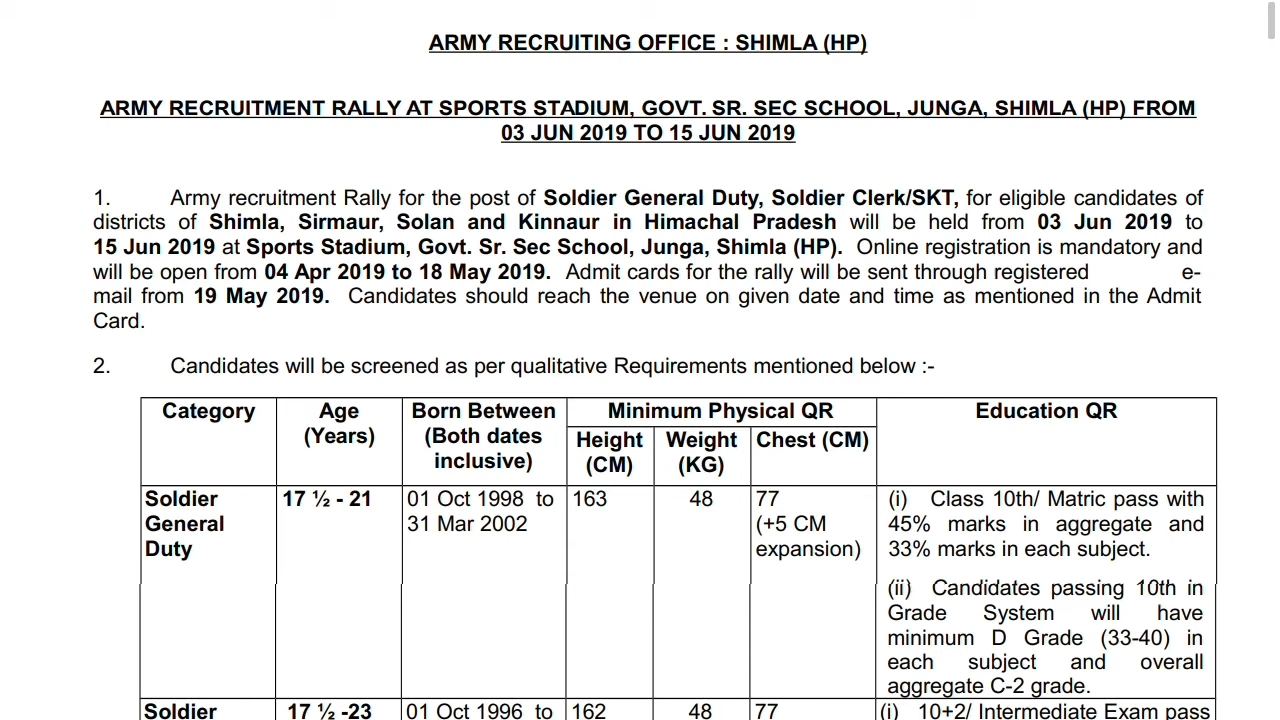 ARMY RECRUITING OFFICE : SHIMLA (HP)
ARMY RECRUITMENT RALLY AT SPORTS STADIUM, GOVT. SR. SEC SCHOOL, JUNGA, SHIMLA (HP) FROM
03 JUN 2019 TO 15 JUN 2019
1. Army recruitment Rally for the post of Soldier General Duty, Soldier Clerk/SKT, for eligible candidates of
districts of Shimla, Sirmaur, Solan and Kinnaur in Himachal Pradesh will be held from 03 Jun 2019 to
15 Jun 2019 at Sports Stadium, Govt. Sr. Sec School, Junga, Shimla (HP). Online registration is mandatory and
will be open from 04 Apr 2019 to 18 May 2019. Admit cards for the rally will be sent through registered e-
mail from 19 May 2019. Candidates should reach the venue on given date and time as mentioned in the Admit
Card.
2. Candidates will be screened as per qualitative Requirements mentioned below :-
Category Age Born Between Minimum Physical QR Education QR
(Years) (Both dates Height Weight Chest (CM)
inclusive) (CM) (KG)
Soldier 17 ½ - 21 01 Oct 1998 to 163 48 77 (i) Class 10th/ Matric pass with
General 31 Mar 2002 (+5 CM 45% marks in aggregate and
Duty expansion) 33% marks in each subject.
(ii) Candidates passing 10th in
Grade System will have
minimum D Grade (33-40) in
each subject and overall
aggregate C-2 grade.
Soldier 17 ½ -23 01 Oct 1996 to 162 48 77 (i) 10+2/ Intermediate Exam pass